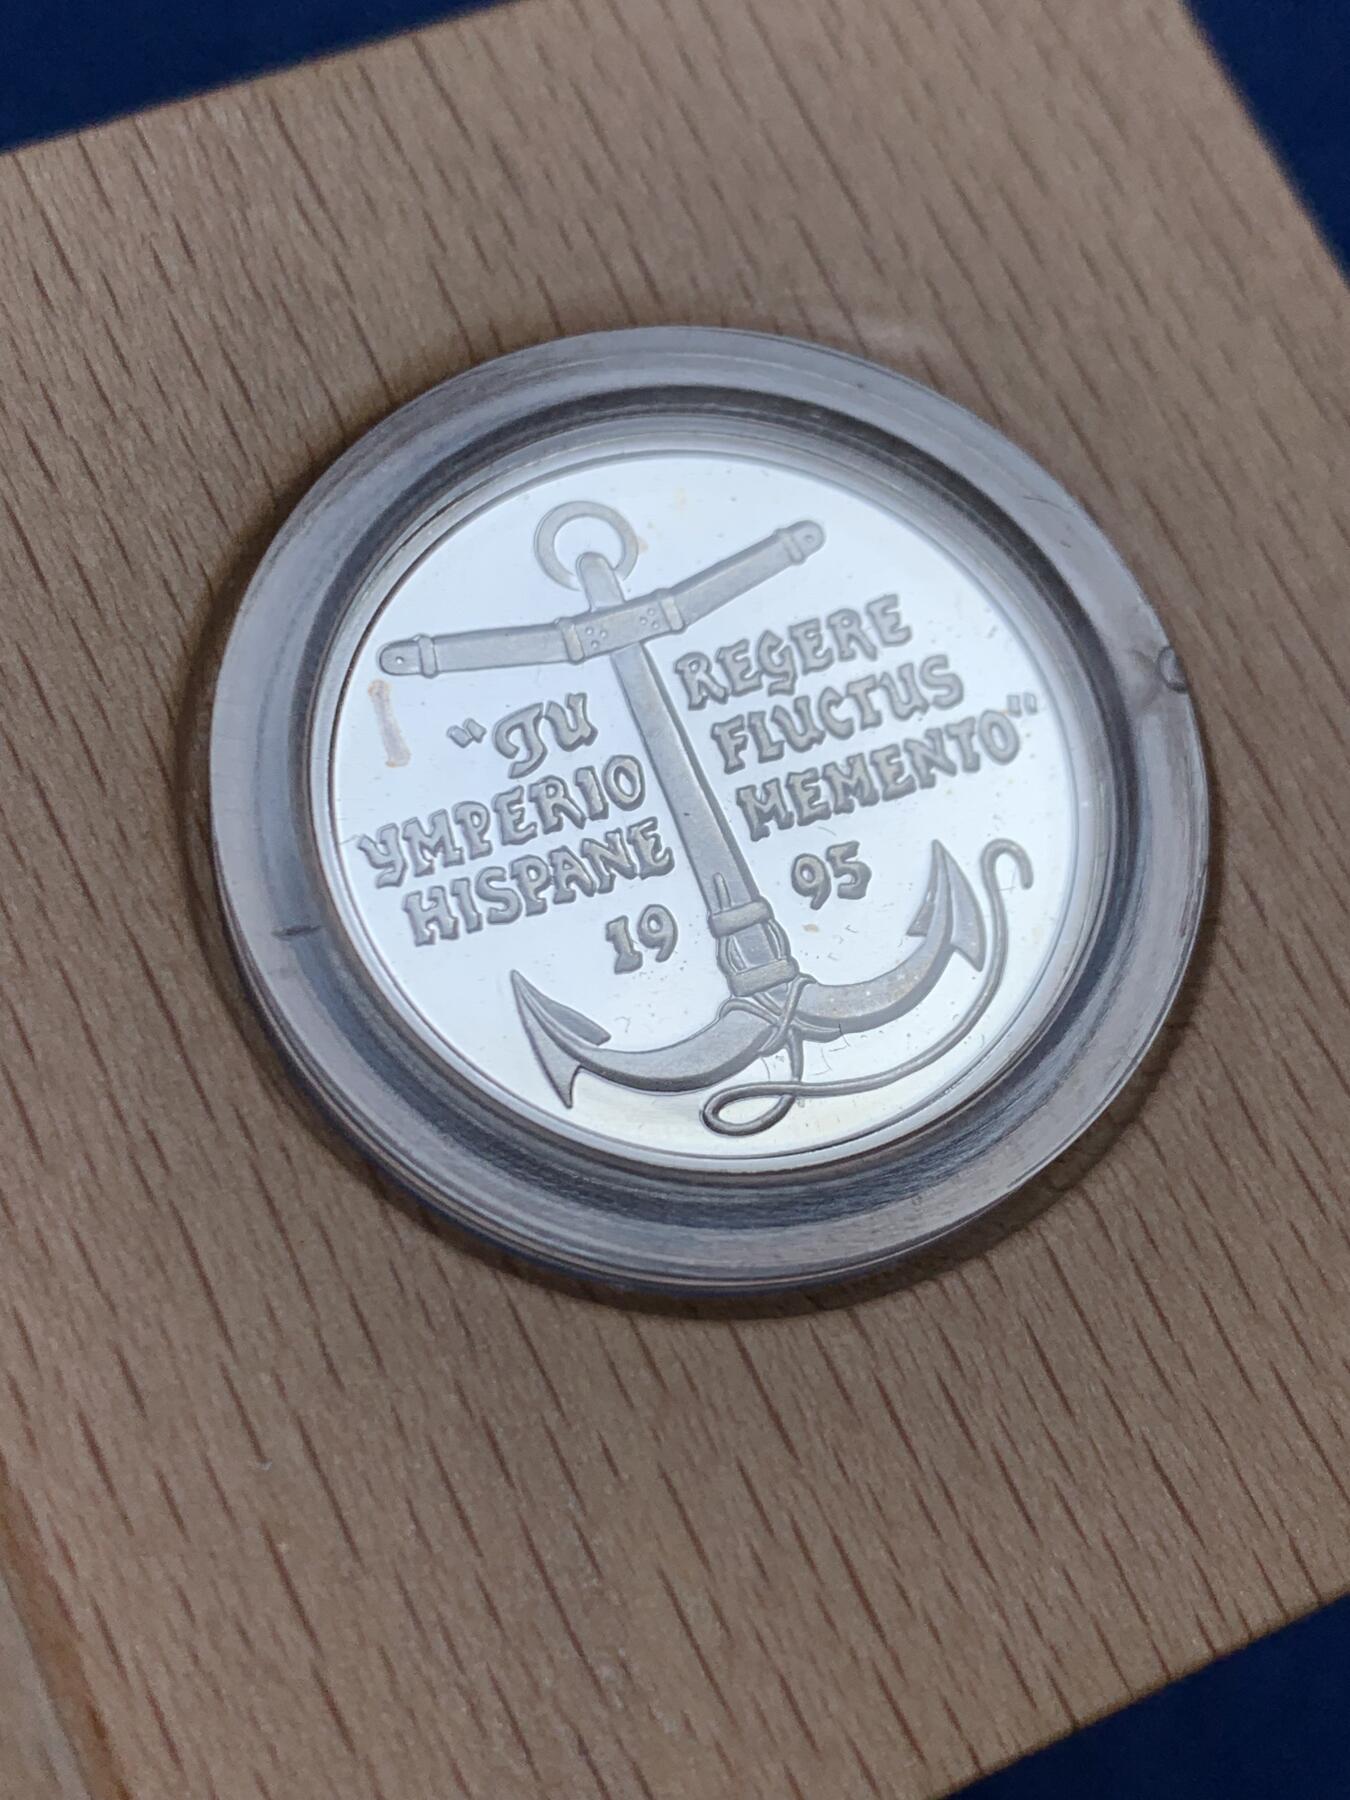 "TU
YMPERIO
HISPANE
REGERE
FLUCTUS
MEMENTO"
19 95